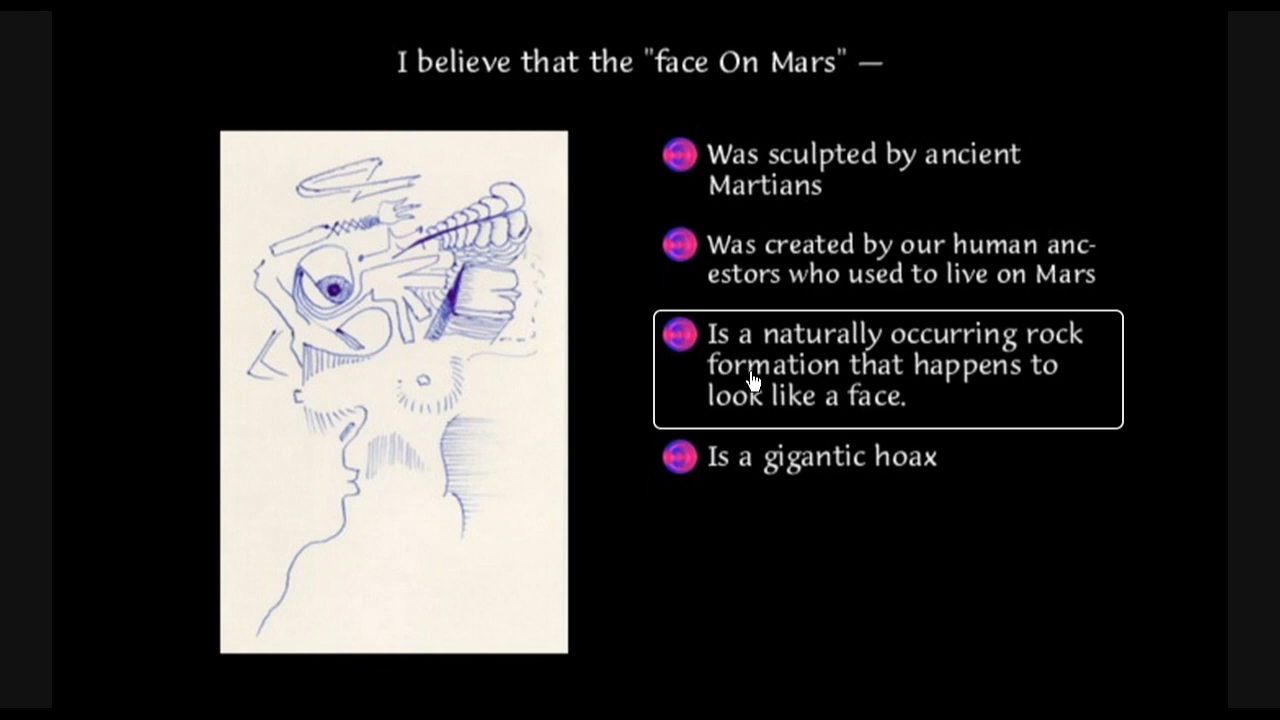 I believe that the "face On Mars" —
Was sculpted by ancient
Martians
Was created by our human anc-
estors who used to live on Mars
Is a naturally occurring rock
formation that happens to
look like a face.
Is a gigantic hoax